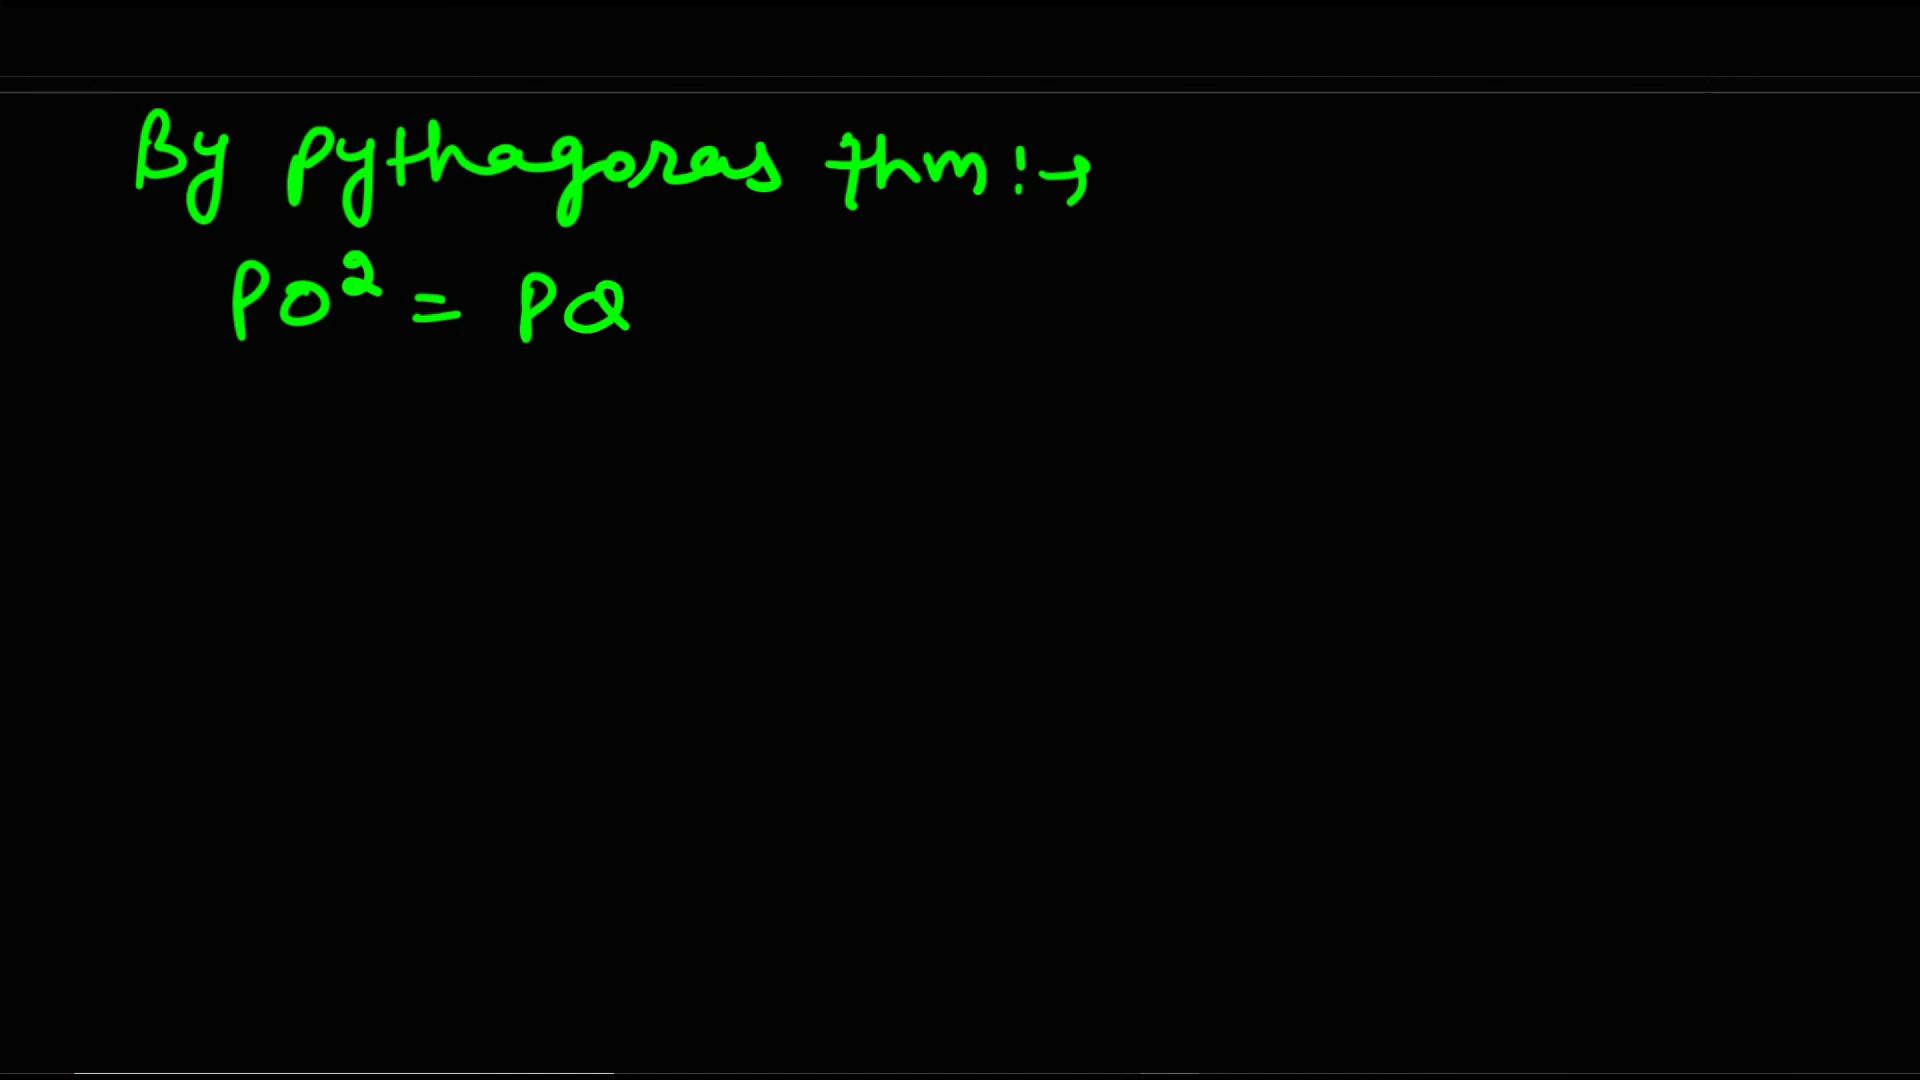 By Pythagoras thm :→
PO² = PQ